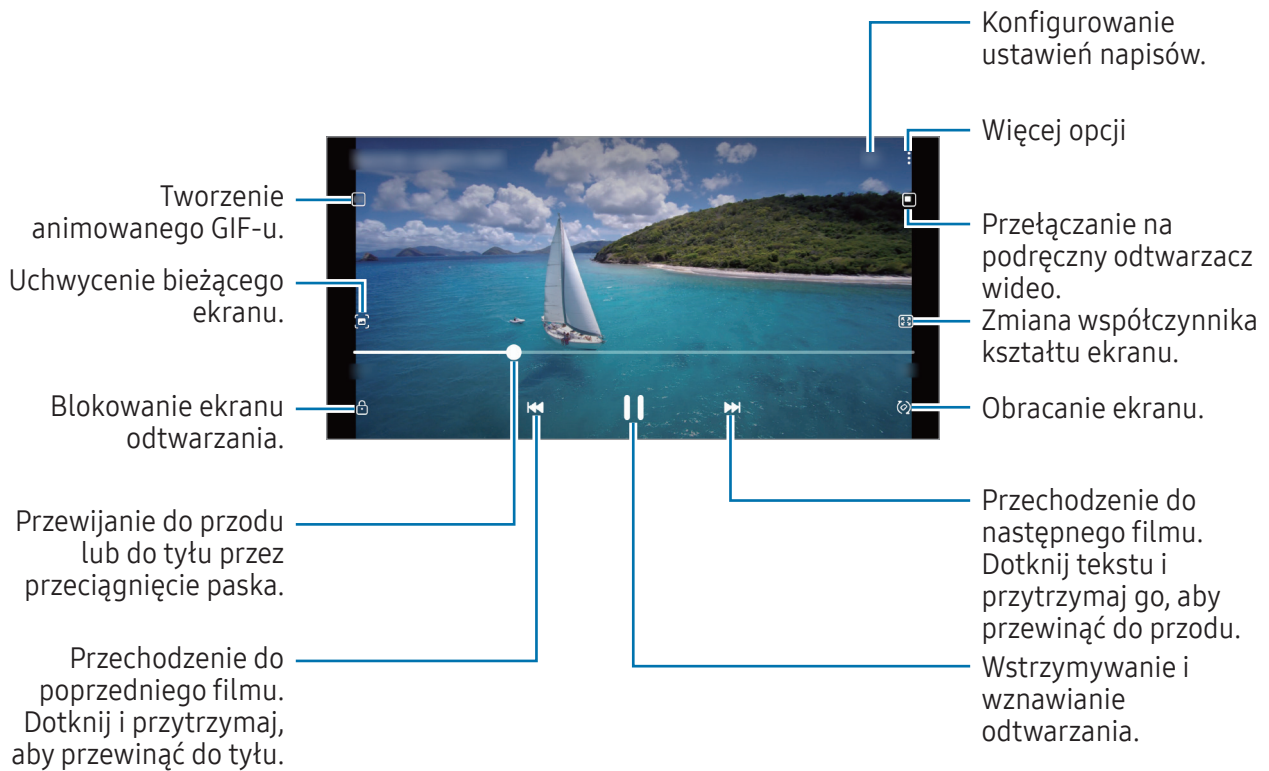 Konfigurowanie
ustawień napisów.
Więcej opcji
Tworzenie
animowanego GIF-u.
Przełączanie na
podręczny odtwarzacz
wideo.
Uchwycenie bieżącego
ekranu.
Zmiana współczynnika
kształtu ekranu.
Blokowanie ekranu
odtwarzania.
Obracanie ekranu.
Przewijanie do przodu
lub do tyłu przez
przeciągnięcie paska.
Przechodzenie do
następnego filmu.
Dotknij tekstu i
przytrzymaj go, aby
przewinąć do przodu.
Przechodzenie do
poprzedniego filmu.
Dotknij i przytrzymaj,
aby przewinąć do tyłu.
Wstrzymywanie i
wznawianie
odtwarzania.